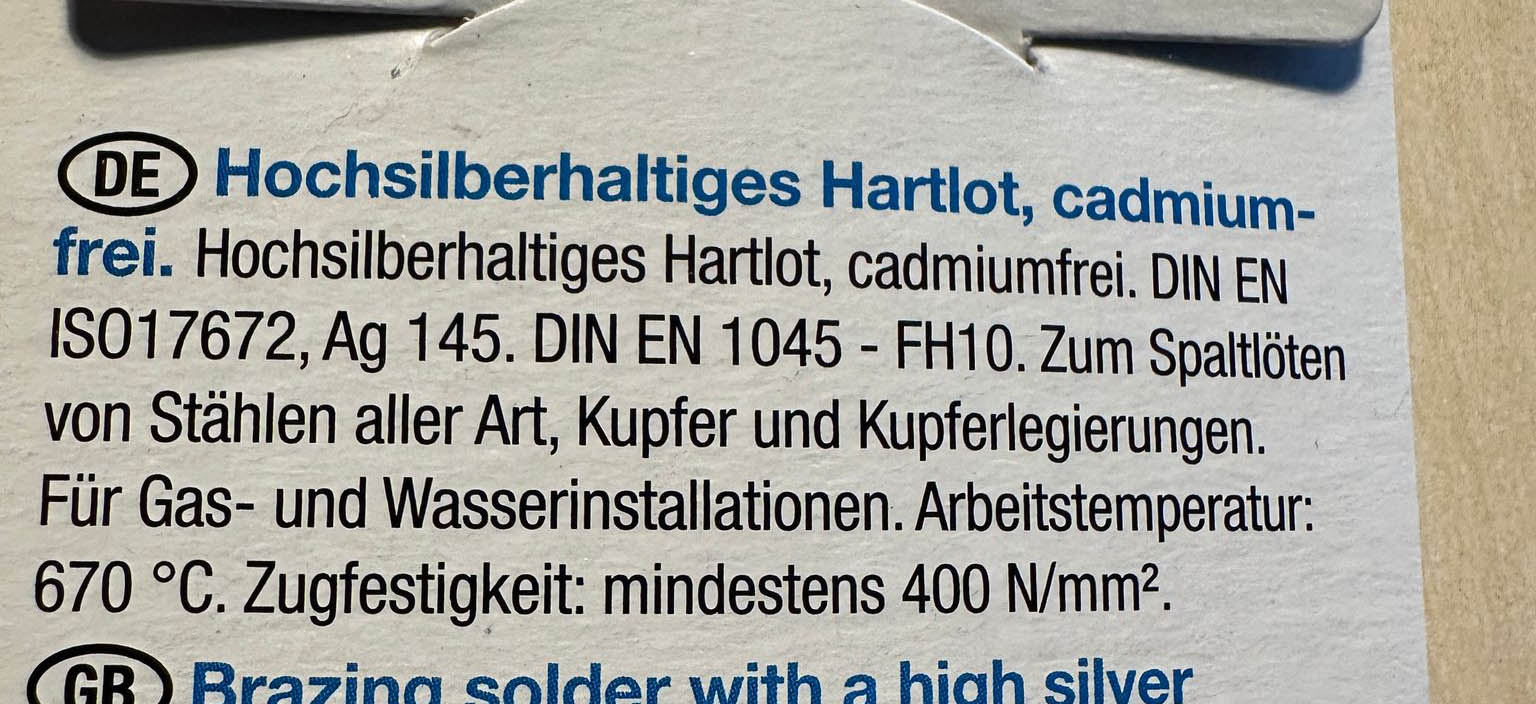 DE Hochsilberhaltiges Hartlot, cadmium-
frei. Hochsilberhaltiges Hartlot, cadmiumfrei. DIN EN
ISO17672, Ag 145. DIN EN 1045 - FH10. Zum Spaltlöten
von Stählen aller Art, Kupfer und Kupferlegierungen.
Für Gas- und Wasserinstallationen. Arbeitstemperatur:
670 °C. Zugfestigkeit: mindestens 400 N/mm².
GB Brazing solder with a high silver